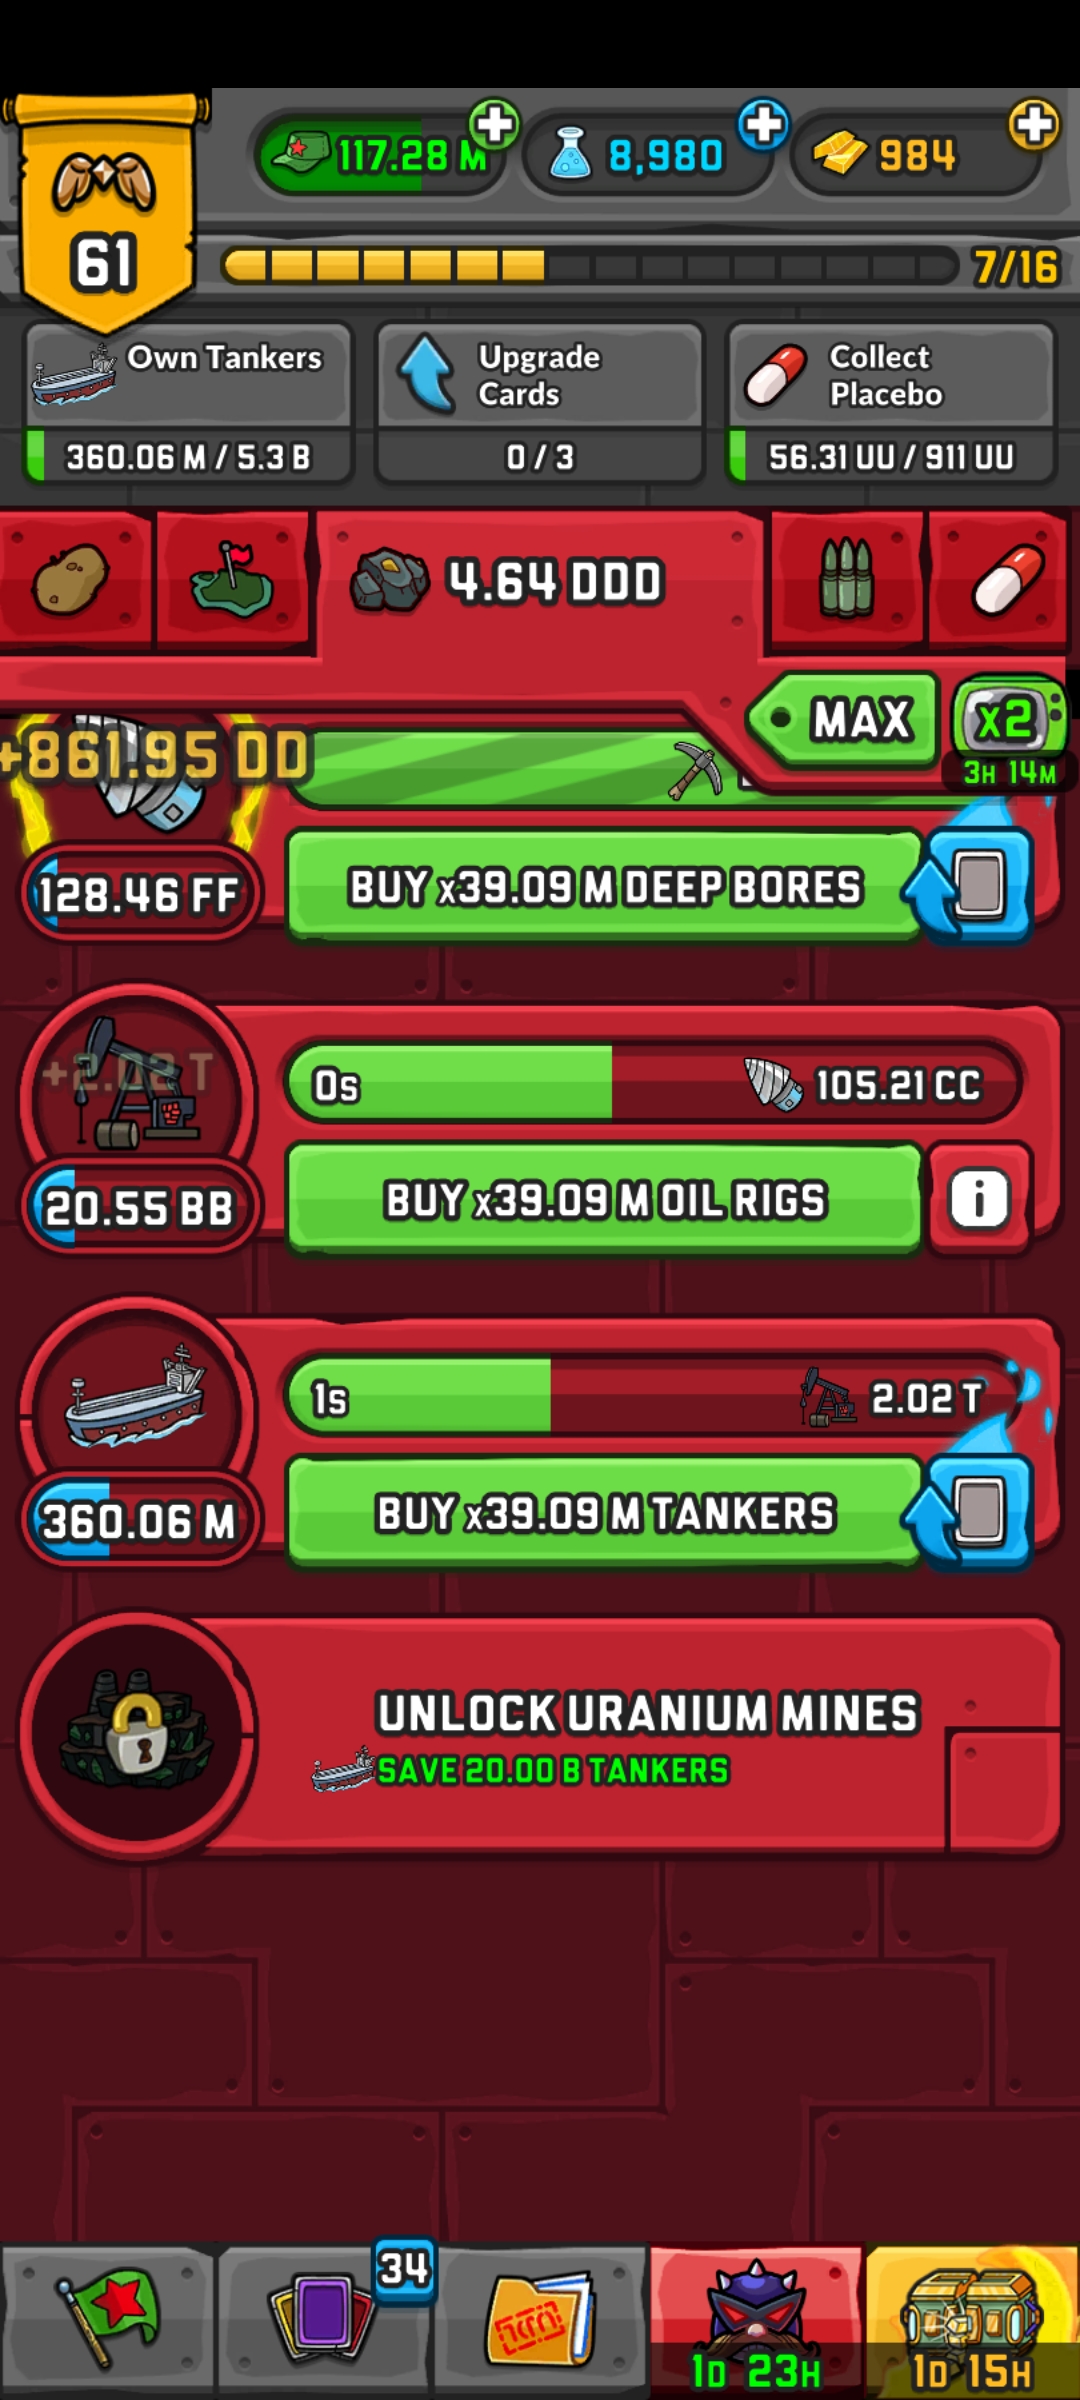 117.28 M
8,980
984
61
7/16
Own Tankers
360.06 M / 5.3 B
Upgrade
Cards
0 / 3
Collect
Placebo
56.31 UU / 911 UU
4.64 DDD
MAX
x2
3H 14M
+861.95 DD
128.46 FF
BUY x39.09 M DEEP BORES
+2.02 T
0s
105.21 CC
20.55 BB
BUY x39.09 M OIL RIGS
i
1s
2.02 T
360.06 M
BUY x39.09 M TANKERS
UNLOCK URANIUM MINES
SAVE 20.00 B TANKERS
34
1D 23H
1D 15H